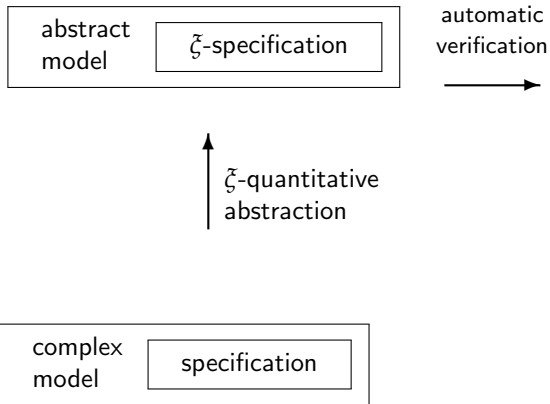 abstract
model
ξ-specification
automatic
verification
ξ-quantitative
abstraction
complex
model
specification